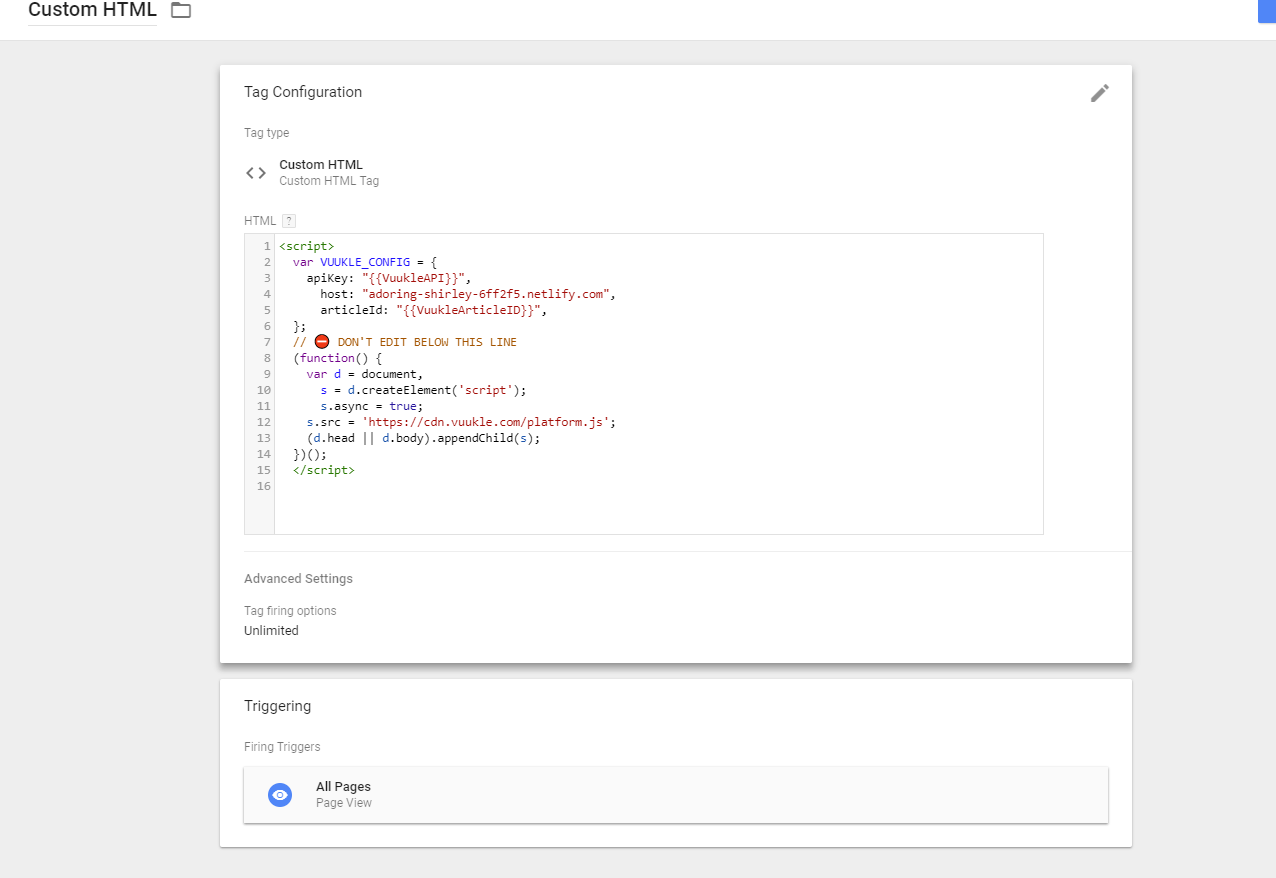 Custom HTML
Tag Configuration
Tag type
Custom HTML
Custom HTML Tag
HTML ?
1 <script>
2 var VUUKLE_CONFIG = {
3 apiKey: "{{VuukleAPI}}",
4 host: "adoring-shirley-6ff2f5.netlify.com",
5 articleId: "{{VuukleArticleID}}",
6 };
7 // ⛔ DON'T EDIT BELOW THIS LINE
8 (function() {
9 var d = document,
10 s = d.createElement('script');
11 s.async = true;
12 s.src = 'https://cdn.vuukle.com/platform.js';
13 (d.head || d.body).appendChild(s);
14 })();
15 </script>
16
Advanced Settings
Tag firing options
Unlimited
Triggering
Firing Triggers
All Pages
Page View